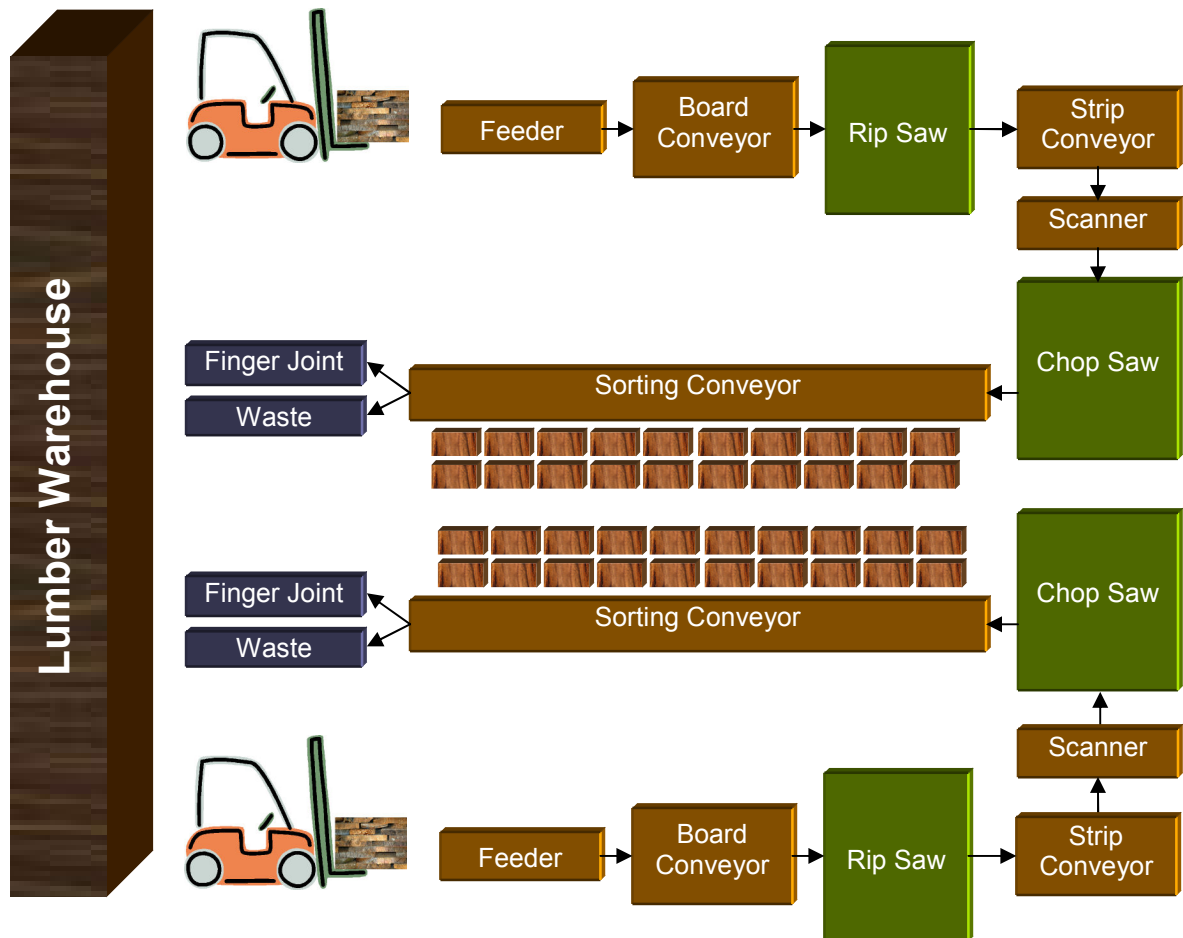 Lumber Warehouse
Feeder
Board
Conveyor
Rip Saw
Strip
Conveyor
Scanner
Chop Saw
Sorting Conveyor
Finger Joint
Waste
Finger Joint
Waste
Sorting Conveyor
Chop Saw
Scanner
Feeder
Board
Conveyor
Rip Saw
Strip
Conveyor